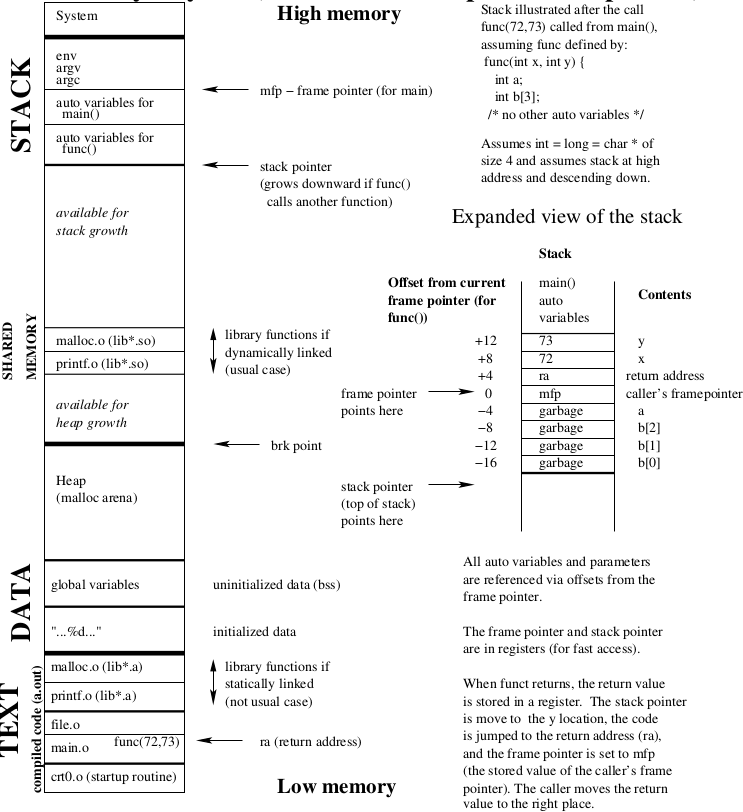 High memory
System
env
argv
argc
auto variables for
main()
auto variables for
func()
available for
stack growth
malloc.o (lib*.so)
printf.o (lib*.so)
available for
heap growth
Heap
(malloc arena)
global variables
"...%d..."
malloc.o (lib*.a)
printf.o (lib*.a)
file.o
main.o
func(72,73)
crt0.o (startup routine)
STACK
SHARED
MEMORY
DATA
TEXT
compiled code (a.out)
mfp − frame pointer (for main)
stack pointer
(grows downward if func()
calls another function)
library functions if
dynamically linked
(usual case)
brk point
uninitialized data (bss)
initialized data
library functions if
statically linked
(not usual case)
ra (return address)
Low memory
Stack illustrated after the call
func(72,73) called from main(),
assuming func defined by:
func(int x, int y) {
int a;
int b[3];
/* no other auto variables */
Assumes int = long = char * of
size 4 and assumes stack at high
address and descending down.
Expanded view of the stack
Stack
Offset from current
frame pointer (for
func())
main()
auto
variables
Contents
+12 73 y
+8 72 x
+4 ra return address
0 mfp caller's framepointer
−4 garbage a
−8 garbage b[2]
−12 garbage b[1]
−16 garbage b[0]
frame pointer
points here
stack pointer
(top of stack)
points here
All auto variables and parameters
are referenced via offsets from the
frame pointer.
The frame pointer and stack pointer
are in registers (for fast access).
When funct returns, the return value
is stored in a register. The stack pointer
is move to the y location, the code
is jumped to the return address (ra),
and the frame pointer is set to mfp
(the stored value of the caller's frame
pointer). The caller moves the return
value to the right place.